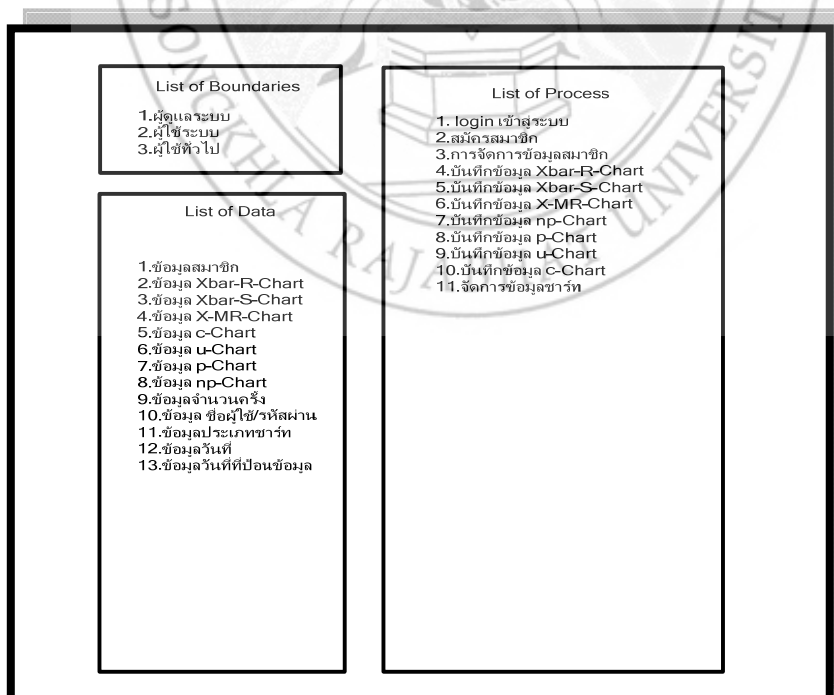 List of Boundaries
1.ผู้ดูแลระบบ
2.ผู้ใช้ระบบ
3.ผู้ใช้ทั่วไป
List of Data
1.ข้อมูลสมาชิก
2.ข้อมูล Xbar-R-Chart
3.ข้อมูล Xbar-S-Chart
4.ข้อมูล X-MR-Chart
5.ข้อมูล c-Chart
6.ข้อมูล u-Chart
7.ข้อมูล p-Chart
8.ข้อมูล np-Chart
9.ข้อมูลจำนวนครั้ง
10.ข้อมูล ชื่อผู้ใช้/รหัสผ่าน
11.ข้อมูลประเภทชาร์ท
12.ข้อมูลวันที่
13.ข้อมูลวันที่ที่ป้อนข้อมูล
List of Process
1. login เข้าสู่ระบบ
2.สมัครสมาชิก
3.การจัดการข้อมูลสมาชิก
4.บันทึกข้อมูล Xbar-R-Chart
5.บันทึกข้อมูล Xbar-S-Chart
6.บันทึกข้อมูล X-MR-Chart
7.บันทึกข้อมูล np-Chart
8.บันทึกข้อมูล p-Chart
9.บันทึกข้อมูล u-Chart
10.บันทึกข้อมูล c-Chart
11.จัดการข้อมูลชาร์ท
SONGKHLA RAJABHAT UNIVERSIT